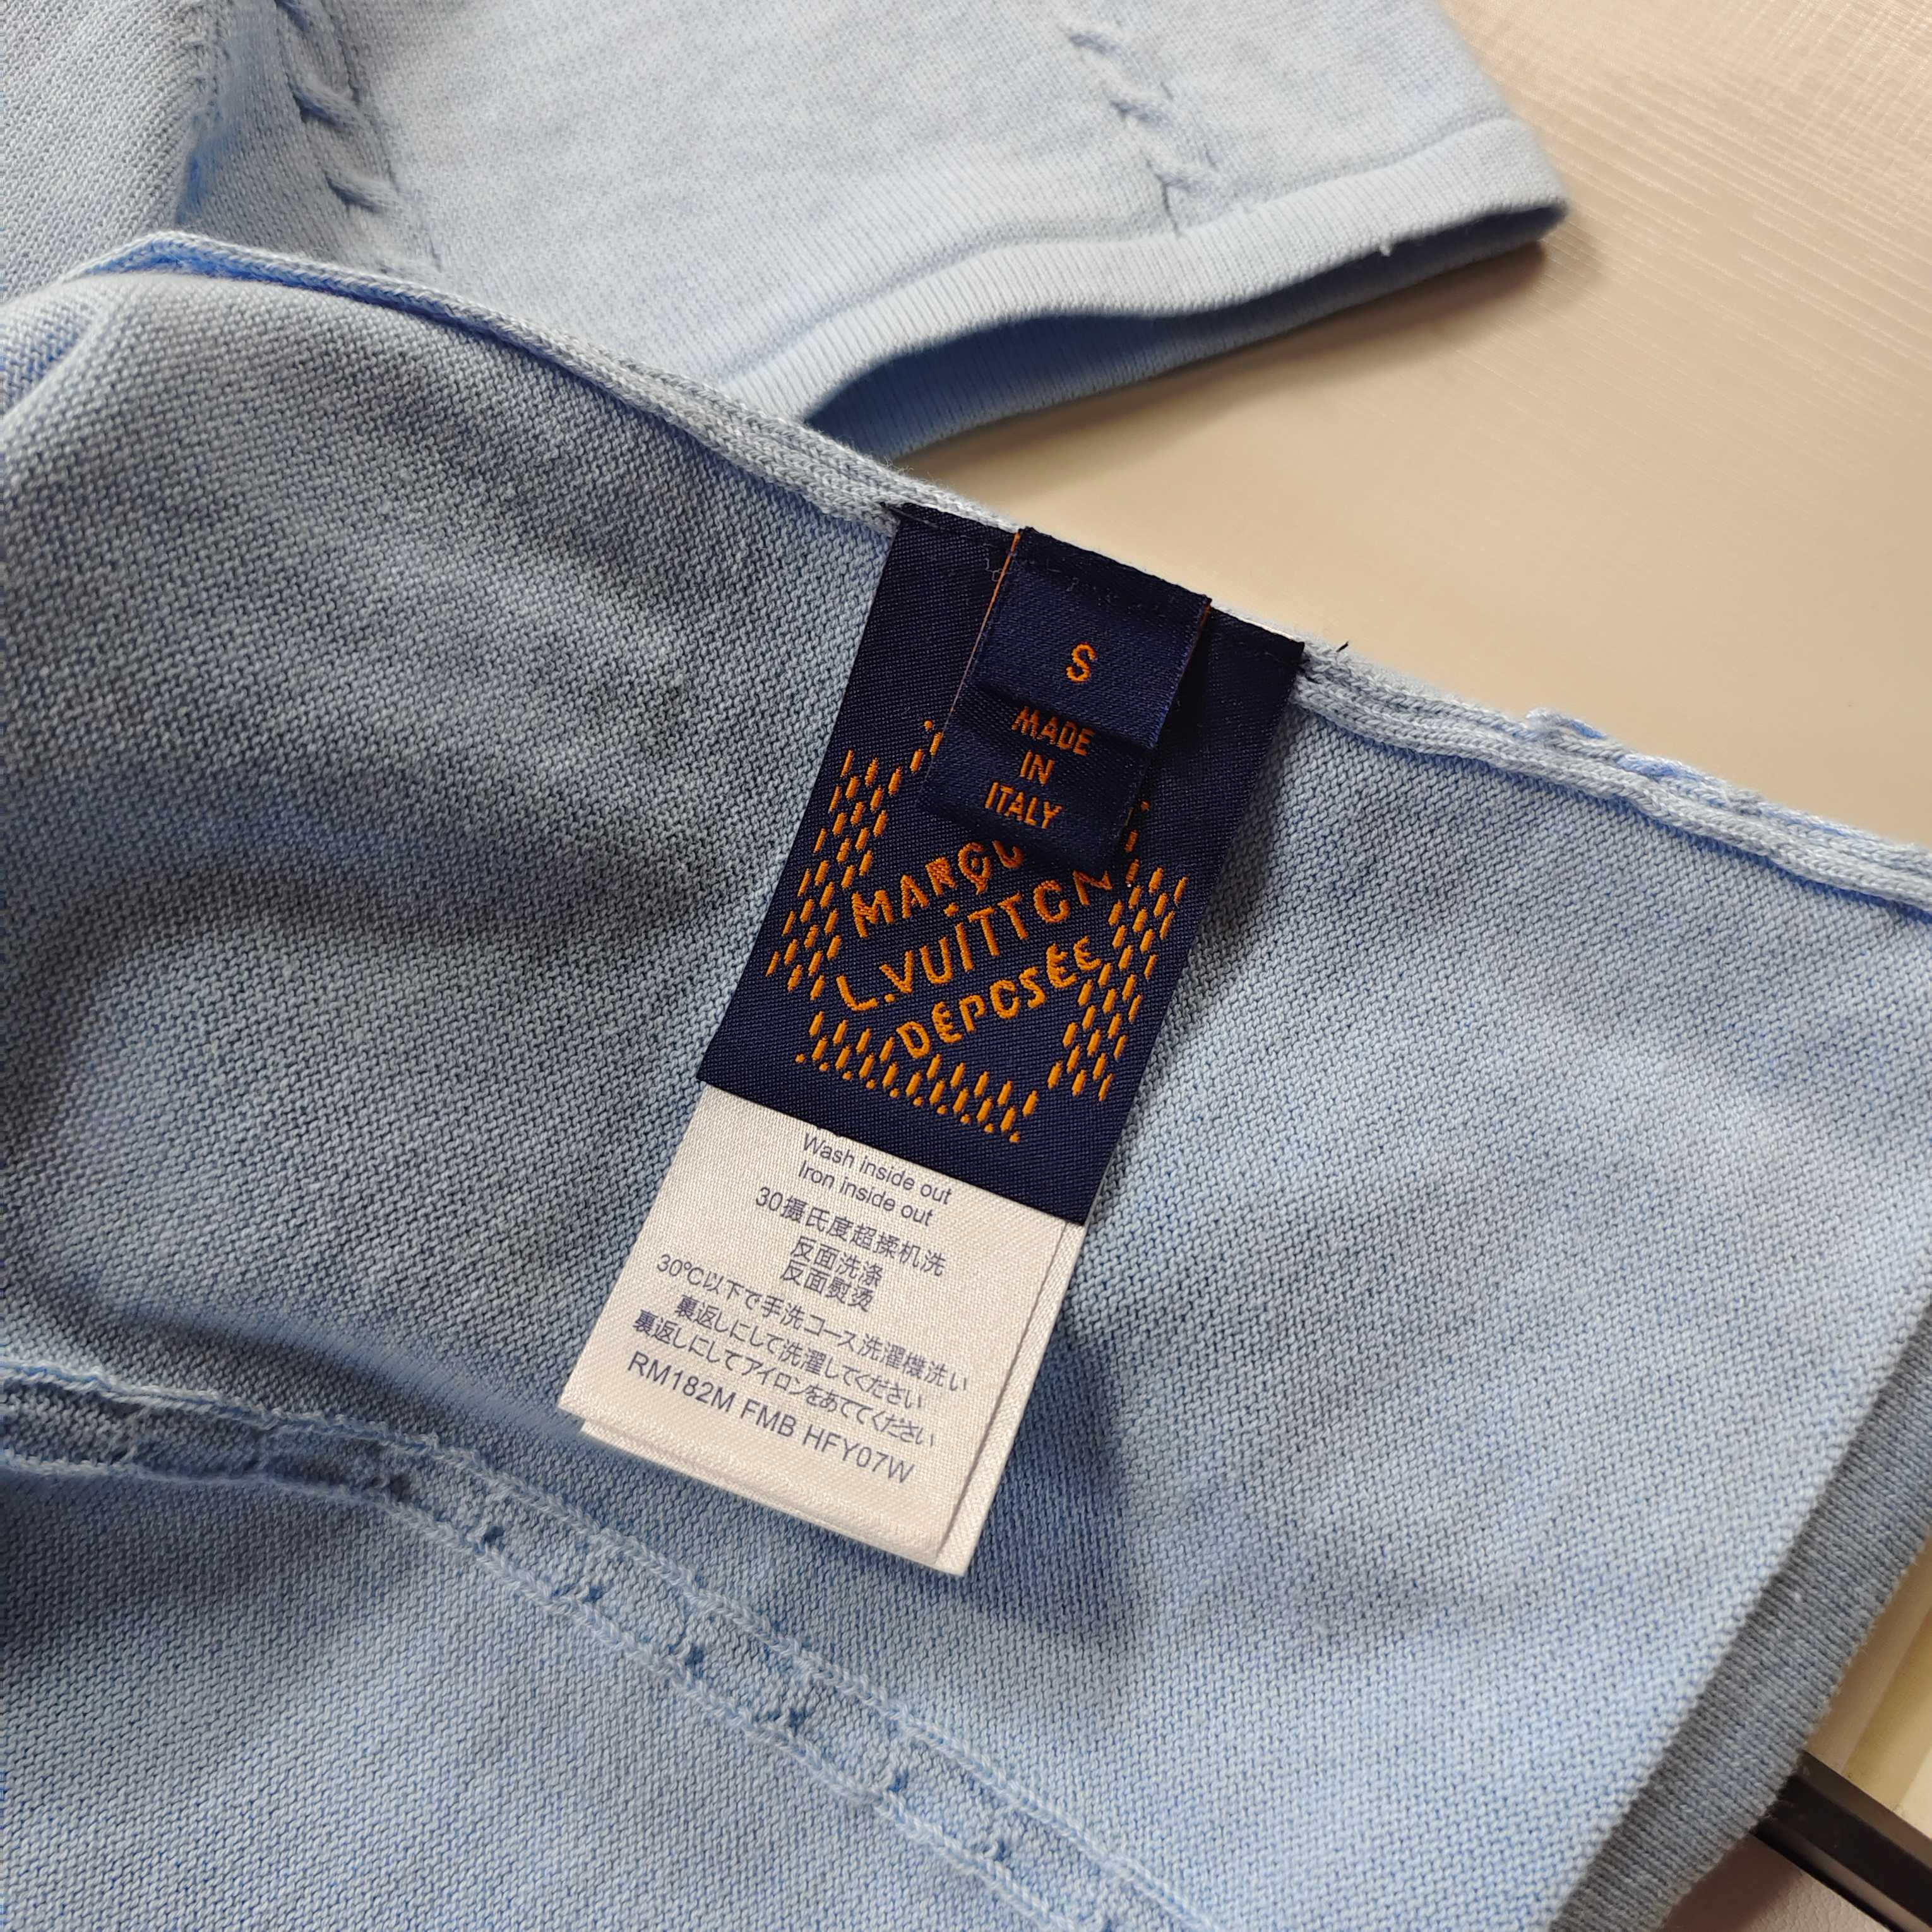 S
MADE
IN
ITALY
MARQU
L.VUITTON
DÉPOSÉE
Wash inside out
Iron inside out
30摄氏度超揉机洗
反面洗涤
反面熨烫
30°C以下で手洗コース洗濯機洗い
裏返しにして洗濯してください
裏返しにしてアイロンをあててください
RM182M FMB HFY07W